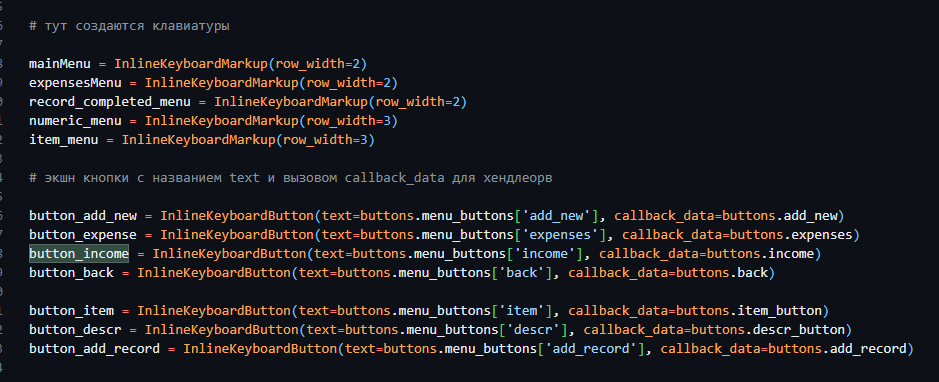 # тут создаются клавиатуры
mainMenu = InlineKeyboardMarkup(row_width=2)
expensesMenu = InlineKeyboardMarkup(row_width=2)
record_completed_menu = InlineKeyboardMarkup(row_width=2)
numeric_menu = InlineKeyboardMarkup(row_width=3)
item_menu = InlineKeyboardMarkup(row_width=3)
# экшн кнопки с названием text и вызовом callback_data для хендлеорв
button_add_new = InlineKeyboardButton(text=buttons.menu_buttons['add_new'], callback_data=buttons.add_new)
button_expense = InlineKeyboardButton(text=buttons.menu_buttons['expenses'], callback_data=buttons.expenses)
button_income = InlineKeyboardButton(text=buttons.menu_buttons['income'], callback_data=buttons.income)
button_back = InlineKeyboardButton(text=buttons.menu_buttons['back'], callback_data=buttons.back)
button_item = InlineKeyboardButton(text=buttons.menu_buttons['item'], callback_data=buttons.item_button)
button_descr = InlineKeyboardButton(text=buttons.menu_buttons['descr'], callback_data=buttons.descr_button)
button_add_record = InlineKeyboardButton(text=buttons.menu_buttons['add_record'], callback_data=buttons.add_record)